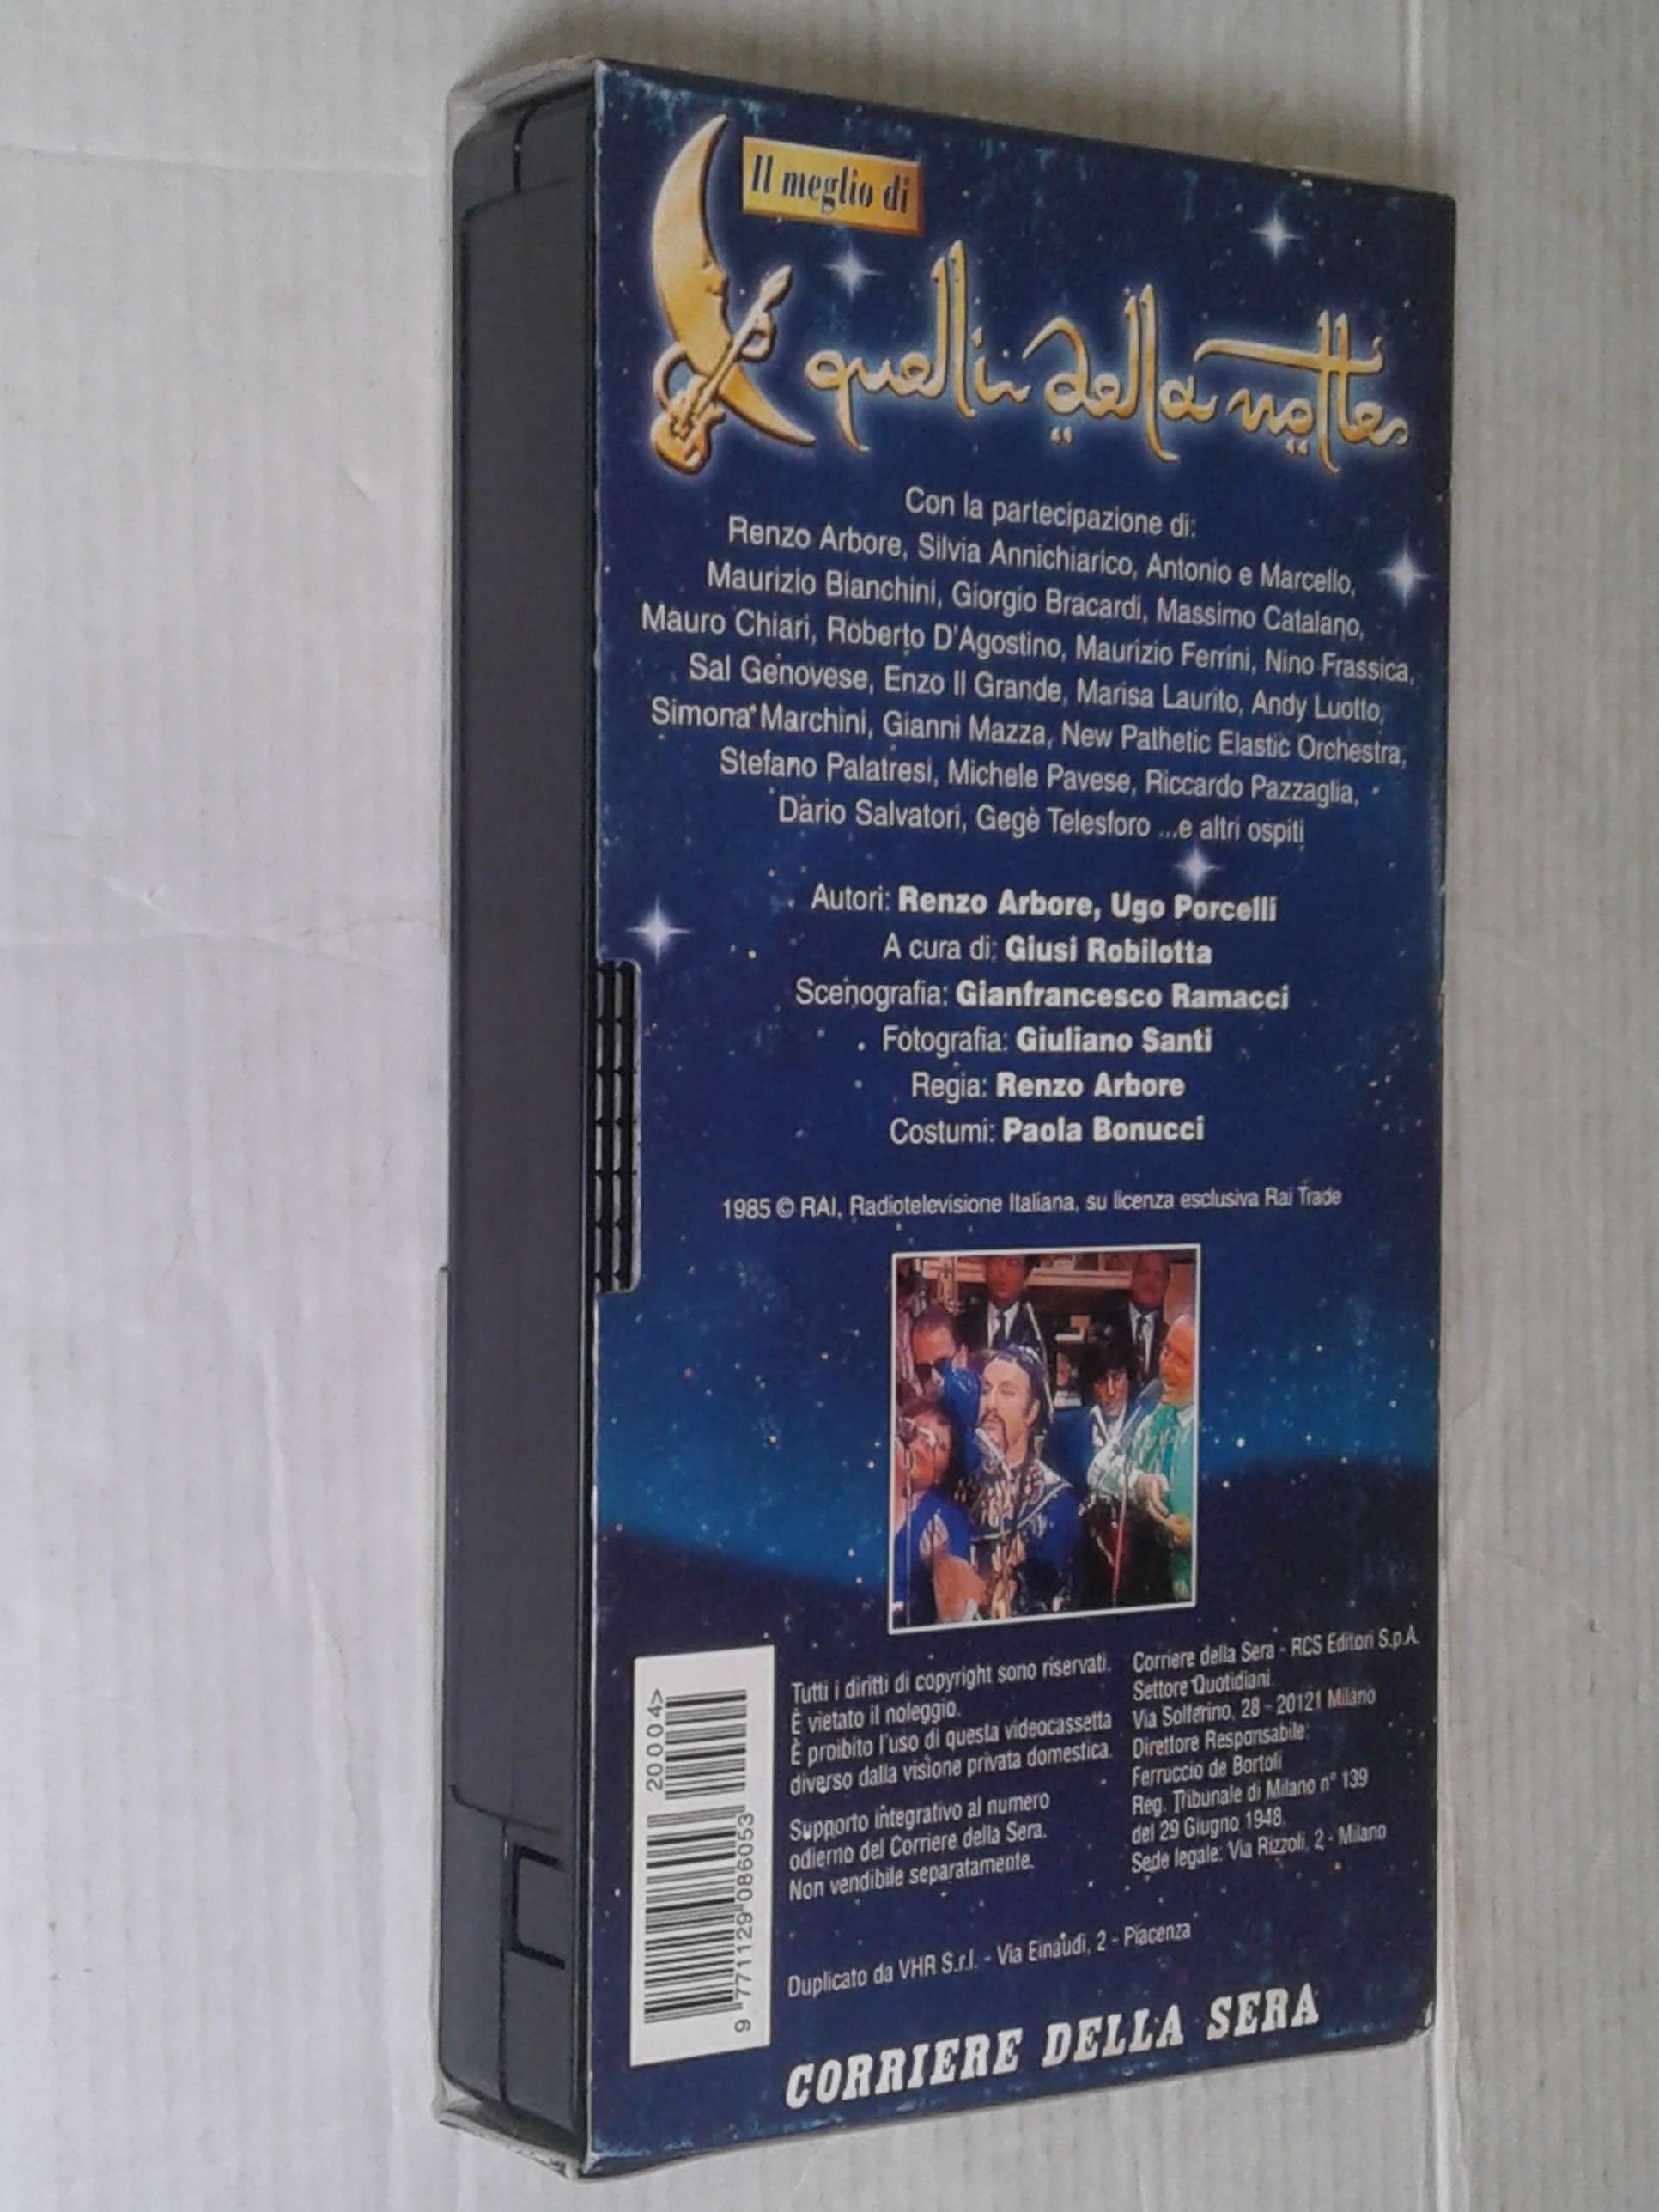 Il meglio di
quelli della notte
Con la partecipazione di:
Renzo Arbore, Silvia Annichiarico, Antonio e Marcello,
Maurizio Bianchini, Giorgio Bracardi, Massimo Catalano,
Mauro Chiari, Roberto D'Agostino, Maurizio Ferrini, Nino Frassica,
Sal Genovese, Enzo Il Grande, Marisa Laurito, Andy Luotto,
Simona Marchini, Gianni Mazza, New Pathetic Elastic Orchestra,
Stefano Palatresi, Michele Pavese, Riccardo Pazzaglia,
Dario Salvatori, Gegè Telesforo ...e altri ospiti
Autori: Renzo Arbore, Ugo Porcelli
A cura di: Giusi Robilotta
Scenografia: Gianfrancesco Ramacci
Fotografia: Giuliano Santi
Regia: Renzo Arbore
Costumi: Paola Bonucci
1985 © RAI, Radiotelevisione Italiana, su licenza esclusiva Rai Trade
20004>
9 771129 086053
Tutti i diritti di copyright sono riservati.
È vietato il noleggio.
È proibito l'uso di questa videocassetta
diverso dalla visione privata domestica.
Supporto integrativo al numero
odierno del Corriere della Sera.
Non vendibile separatamente.
Corriere della Sera - RCS Editori S.p.A.
Settore Quotidiani
Via Solferino, 28 - 20121 Milano
Direttore Responsabile:
Ferruccio de Bortoli
Reg. Tribunale di Milano n° 139
del 29 Giugno 1948.
Sede legale: Via Rizzoli, 2 - Milano
Duplicato da VHR S.r.l. - Via Einaudi, 2 - Piacenza
CORRIERE DELLA SERA